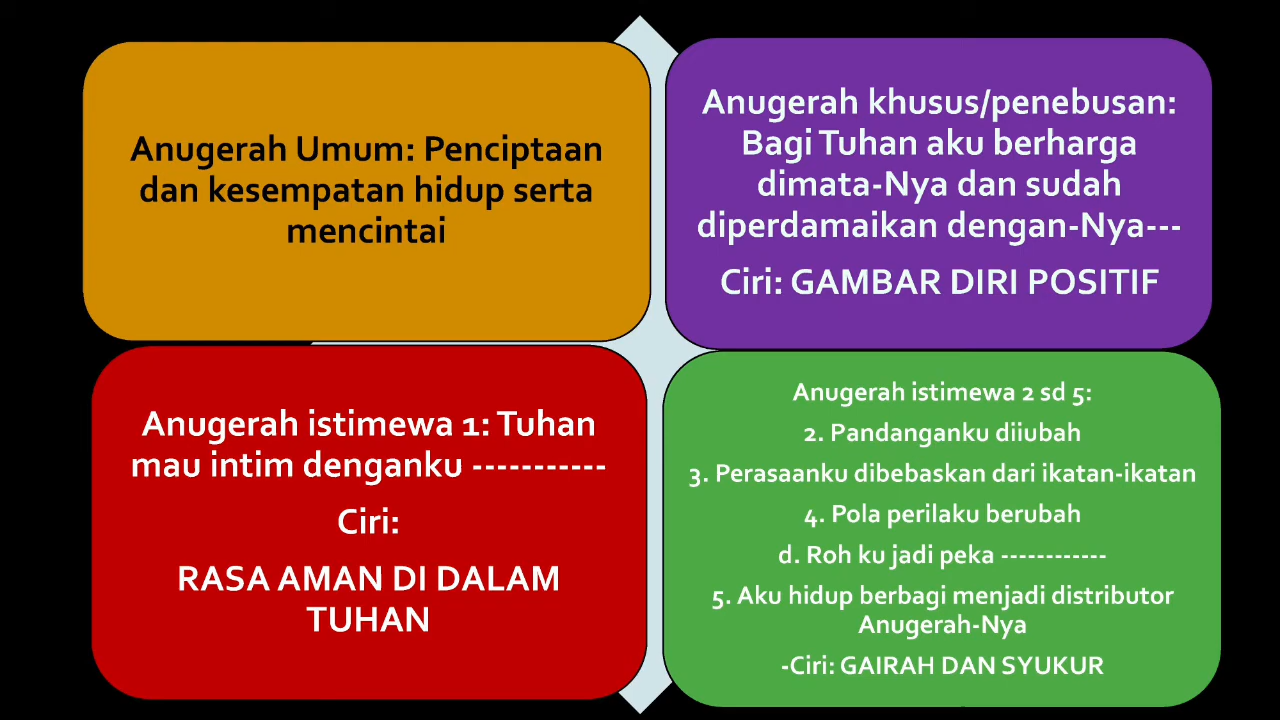 Anugerah Umum: Penciptaan
dan kesempatan hidup serta
mencintai
Anugerah khusus/penebusan:
Bagi Tuhan aku berharga
dimata-Nya dan sudah
diperdamaikan dengan-Nya---
Ciri: GAMBAR DIRI POSITIF
Anugerah istimewa 1: Tuhan
mau intim denganku -----------
Ciri:
RASA AMAN DI DALAM
TUHAN
Anugerah istimewa 2 sd 5:
2. Pandanganku diiubah
3. Perasaanku dibebaskan dari ikatan-ikatan
4. Pola perilaku berubah
d. Roh ku jadi peka ------------
5. Aku hidup berbagi menjadi distributor
Anugerah-Nya
-Ciri: GAIRAH DAN SYUKUR